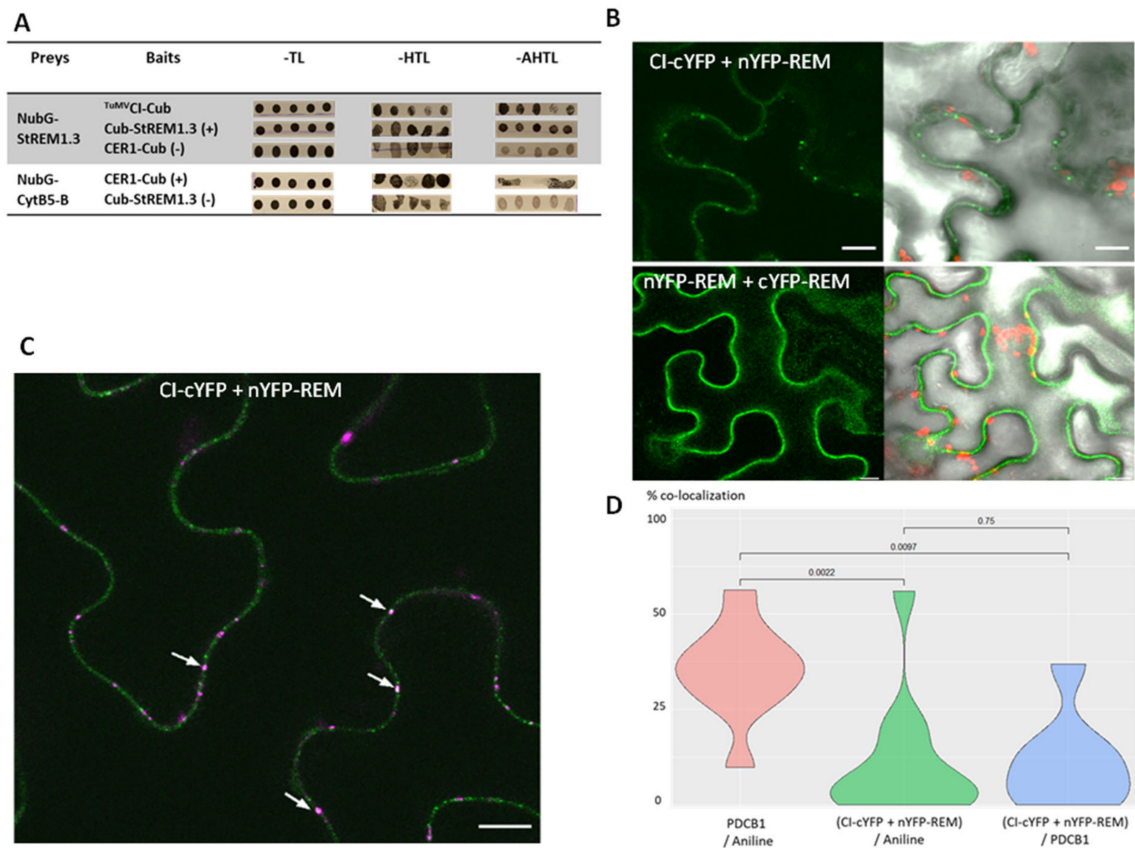 A
Preys Baits -TL -HTL -AHTL
NubG-
StREM1.3
TuMVCI-Cub
Cub-StREM1.3 (+)
CER1-Cub (-)
NubG-
CytB5-B
CER1-Cub (+)
Cub-StREM1.3 (-)
B
CI-cYFP + nYFP-REM
nYFP-REM + cYFP-REM
C
CI-cYFP + nYFP-REM
D
% co-localization
100
50
25
0
0.75
0.0097
0.0022
PDCB1
/ Aniline
(CI-cYFP + nYFP-REM)
/ Aniline
(CI-cYFP + nYFP-REM)
/ PDCB1